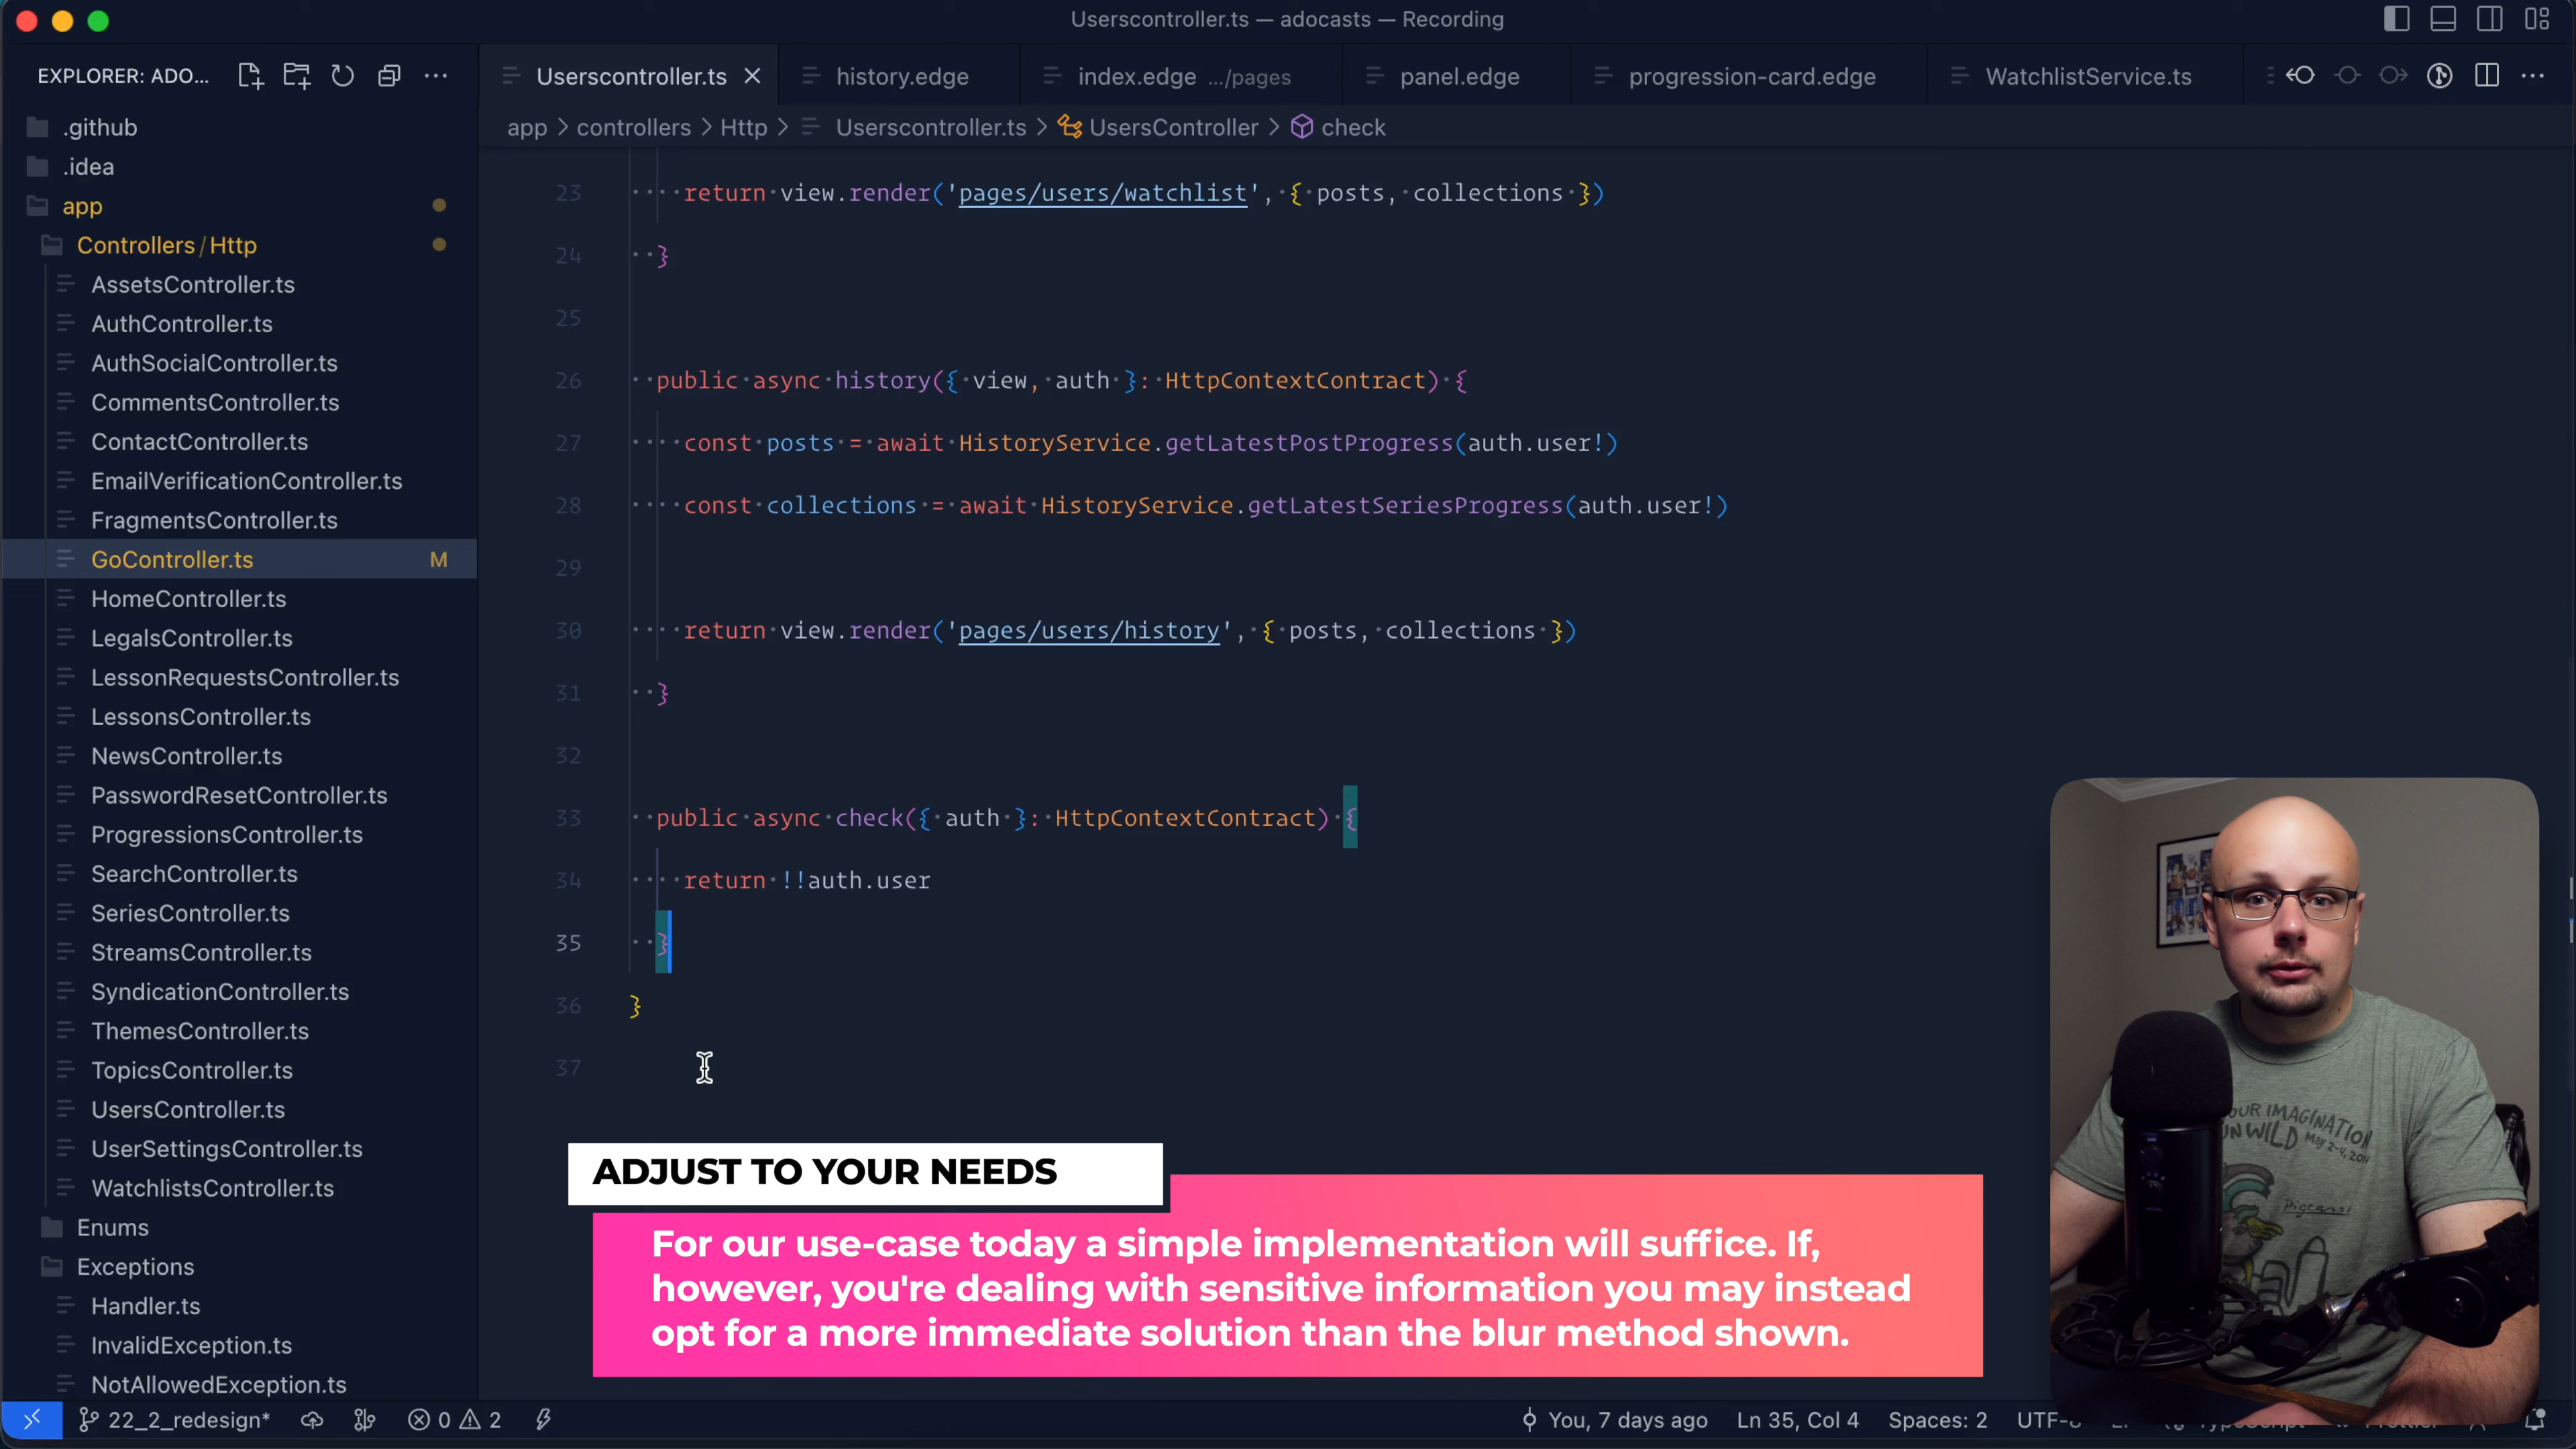 Userscontroller.ts — adocasts — Recording
EXPLORER: ADO...
Userscontroller.ts
history.edge
index.edge .../pages
panel.edge
progression-card.edge
WatchlistService.ts
app > controllers > Http > Userscontroller.ts > UsersController > check
.github
.idea
app
Controllers/Http
AssetsController.ts
AuthController.ts
AuthSocialController.ts
CommentsController.ts
ContactController.ts
EmailVerificationController.ts
FragmentsController.ts
GoController.ts M
HomeController.ts
LegalsController.ts
LessonRequestsController.ts
LessonsController.ts
NewsController.ts
PasswordResetController.ts
ProgressionsController.ts
SearchController.ts
SeriesController.ts
StreamsController.ts
SyndicationController.ts
ThemesController.ts
TopicsController.ts
UsersController.ts
UserSettingsController.ts
WatchlistsController.ts
Enums
Exceptions
Handler.ts
InvalidException.ts
NotAllowedException.ts
23 return view.render('pages/users/watchlist', { posts, collections })
24 }
25
26 public async history({ view, auth }: HttpContextContract) {
27 const posts = await HistoryService.getLatestPostProgress(auth.user!)
28 const collections = await HistoryService.getLatestSeriesProgress(auth.user!)
29
30 return view.render('pages/users/history', { posts, collections })
31 }
32
33 public async check({ auth }: HttpContextContract) {
34 return !!auth.user
35 }
36 }
37
ADJUST TO YOUR NEEDS
For our use-case today a simple implementation will suffice. If,
however, you're dealing with sensitive information you may instead
opt for a more immediate solution than the blur method shown.
OUR IMAGINATION
UN WILD May 2-4, 2014
22_2_redesign* 0 2
You, 7 days ago Ln 35, Col 4 Spaces: 2 UTF-8